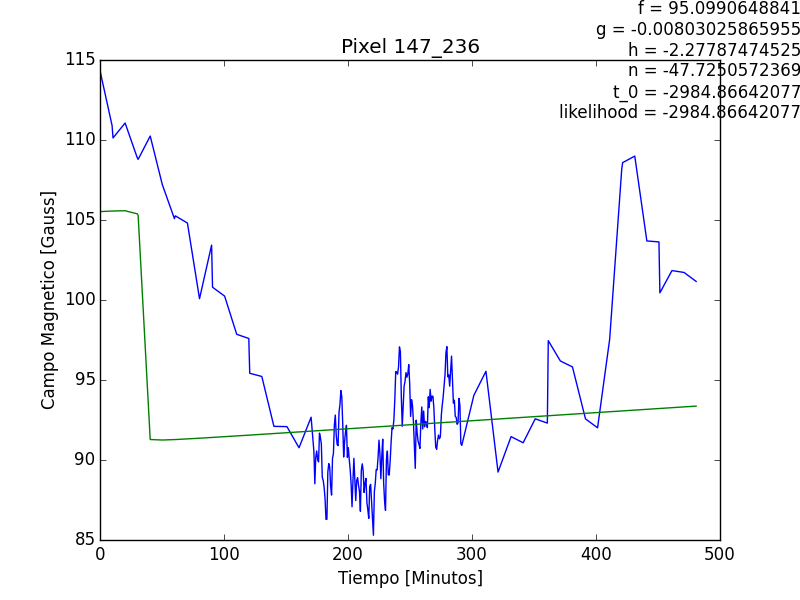 f = 95.0990648841
g = -0.00803025865955
h = -2.27787474525
n = -47.7250572369
t_0 = -2984.86642077
likelihood = -2984.86642077
Pixel 147_236
115
110
105
100
95
90
85
Campo Magnetico [Gauss]
0 100 200 300 400 500
Tiempo [Minutos]